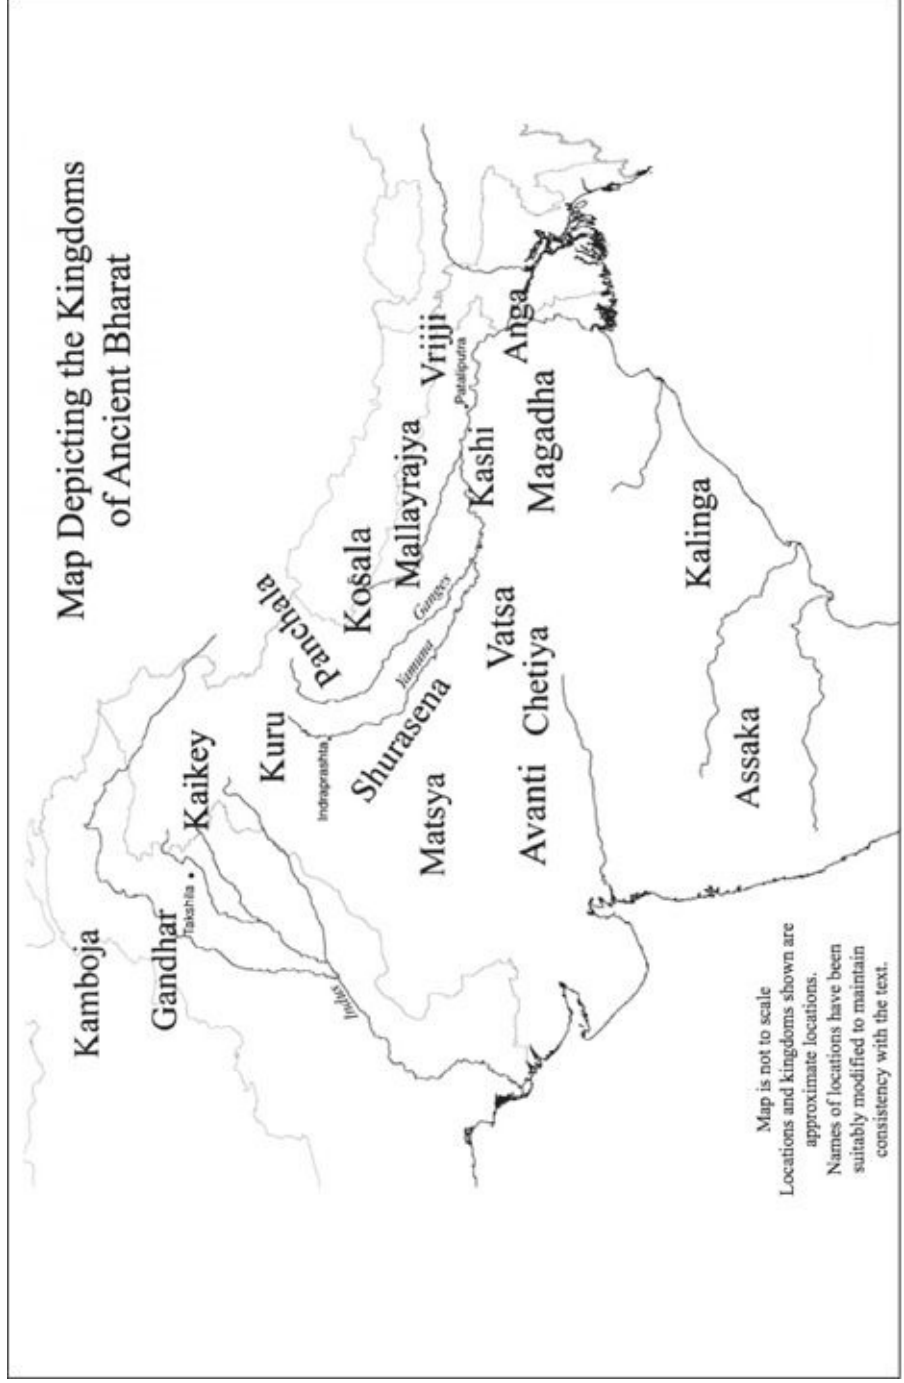 Map Depicting the Kingdoms
of Ancient Bharat
Kamboja
Gandhar
Takshila
Kaikey
Kuru
Indraprashta
Panchala
Kosala
Mallayrajya
Vrijji
Pataliputra
Ganges
Yamuna
Indus
Shurasena
Matsya
Kashi
Anga
Magadha
Vatsa
Avanti
Chetiya
Kalinga
Assaka
Map is not to scale
Locations and kingdoms shown are
approximate locations.
Names of locations have been
suitably modified to maintain
consistency with the text.